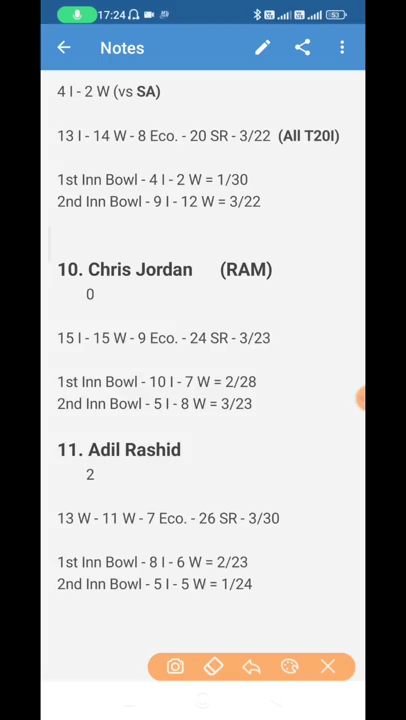 17:24
53
Notes
4 I - 2 W (vs SA)
13 I - 14 W - 8 Eco. - 20 SR - 3/22 (All T20I)
1st Inn Bowl - 4 I - 2 W = 1/30
2nd Inn Bowl - 9 I - 12 W = 3/22
10. Chris Jordan (RAM)
0
15 I - 15 W - 9 Eco. - 24 SR - 3/23
1st Inn Bowl - 10 I - 7 W = 2/28
2nd Inn Bowl - 5 I - 8 W = 3/23
11. Adil Rashid
2
13 W - 11 W - 7 Eco. - 26 SR - 3/30
1st Inn Bowl - 8 I - 6 W = 2/23
2nd Inn Bowl - 5 I - 5 W = 1/24